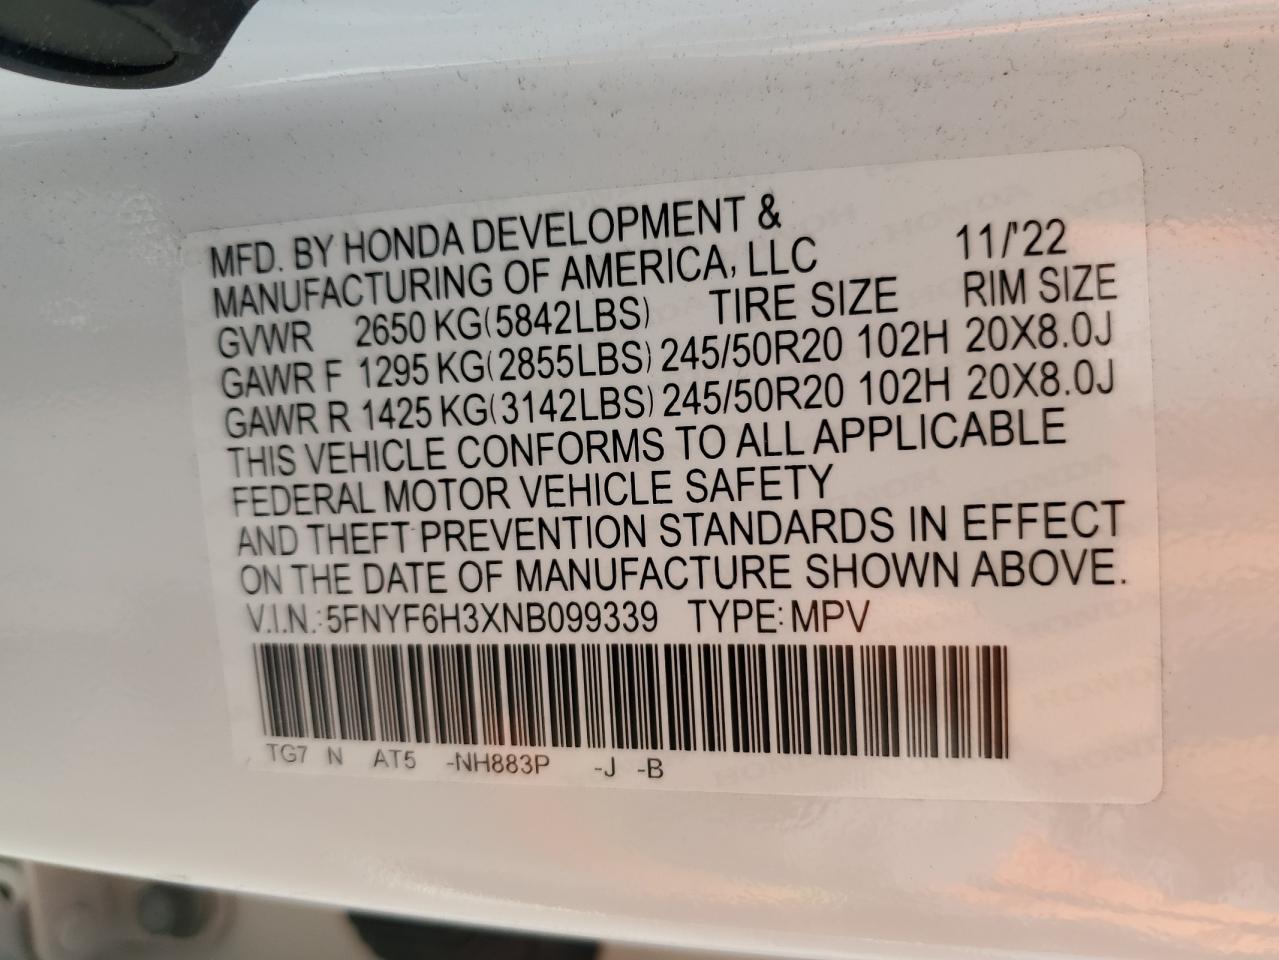 MFD. BY HONDA DEVELOPMENT &
MANUFACTURING OF AMERICA, LLC 11/'22
GVWR 2650 KG(5842LBS) TIRE SIZE RIM SIZE
GAWR F 1295 KG(2855LBS) 245/50R20 102H 20X8.0J
GAWR R 1425 KG(3142LBS) 245/50R20 102H 20X8.0J
THIS VEHICLE CONFORMS TO ALL APPLICABLE
FEDERAL MOTOR VEHICLE SAFETY
AND THEFT PREVENTION STANDARDS IN EFFECT
ON THE DATE OF MANUFACTURE SHOWN ABOVE.
V.I.N.: 5FNYF6H3XNB099339 TYPE: MPV
TG7 N AT5 -NH883P -J -B